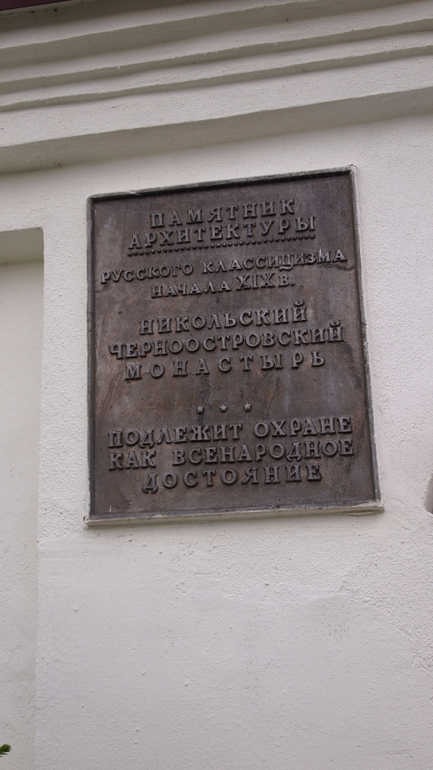 ПАМЯТНИК
АРХИТЕКТУРЫ
РУССКОГО КЛАССИЦИЗМА
НАЧАЛА XIX В.
НИКОЛЬСКИЙ
ЧЕРНООСТРОВСКИЙ
МОНАСТЫРЬ
* * *
ПОДЛЕЖИТ ОХРАНЕ
КАК ВСЕНАРОДНОЕ
ДОСТОЯНИЕ